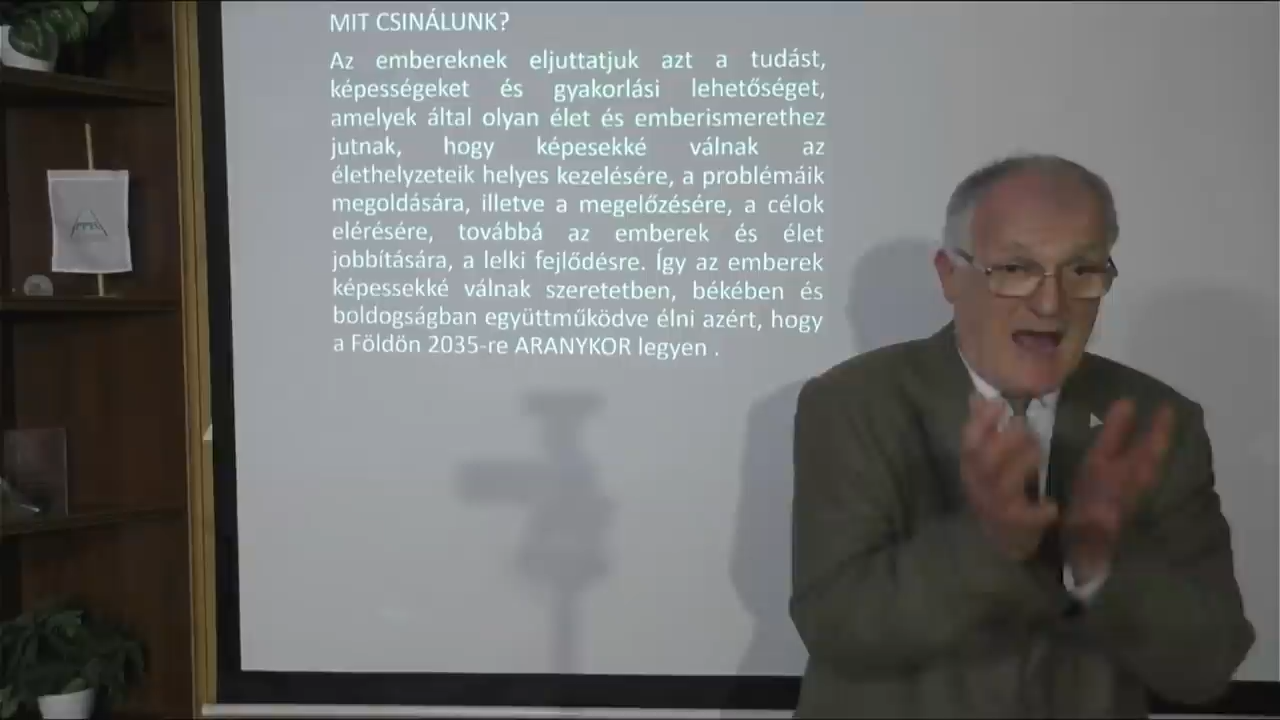 MIT CSINÁLUNK?
Az embereknek eljuttatjuk azt a tudást,
képességeket és gyakorlási lehetőséget,
amelyek által olyan élet és emberismerethez
jutnak, hogy képesekké válnak az
élethelyzeteik helyes kezelésére, a problémáik
megoldására, illetve a megelőzésére, a célok
elérésére, továbbá az emberek és élet
jobbítására, a lelki fejlődésre. Így az emberek
képessekké válnak szeretetben, békében és
boldogságban együttműködve élni azért, hogy
a Földön 2035-re ARANYKOR legyen .